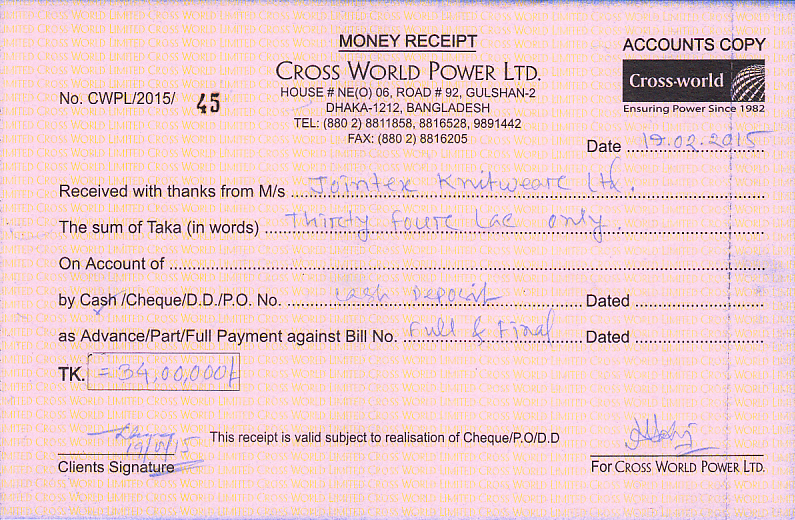 MONEY RECEIPT
ACCOUNTS COPY
CROSS WORLD POWER LTD.
Cross-world
Ensuring Power Since 1982
No. CWPL/2015/ 45
HOUSE # NE(O) 06, ROAD # 92, GULSHAN-2
DHAKA-1212, BANGLADESH
TEL: (880 2) 8811858, 8816528, 9891442
FAX: (880 2) 8816205
Date 19.02.2015
Received with thanks from M/s Jointex Knitweare Ltd.
The sum of Taka (in words) Thirty foure Lac only.
On Account of
by Cash /Cheque/D.D./P.O. No. cash Deposit Dated
as Advance/Part/Full Payment against Bill No. Full & Final Dated
TK. = 34,00,000/-
This receipt is valid subject to realisation of Cheque/P.O/D.D
Clients Signature
For CROSS WORLD POWER LTD.